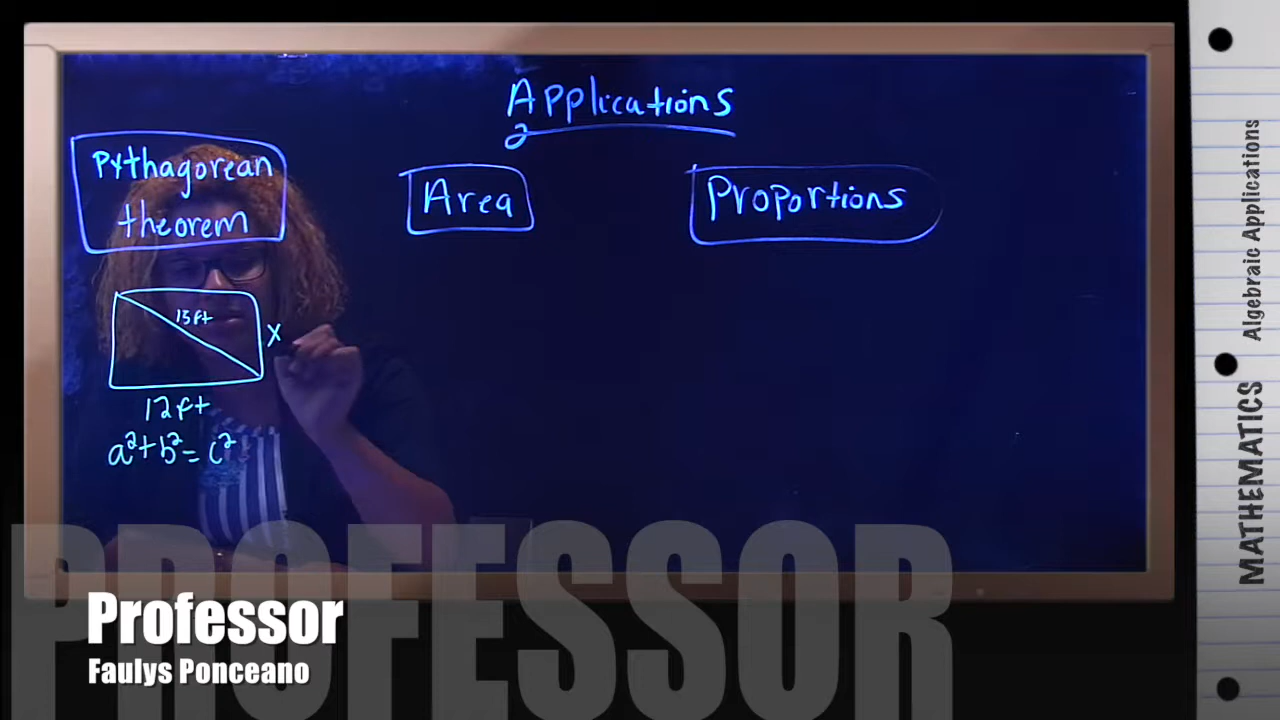 Applications
Pythagorean
theorem
Area
Proportions
13ft
x
12ft
a²+b²=c²
PROFESSOR
Professor
Faulys Ponceano
MATHEMATICS
Algebraic Applications